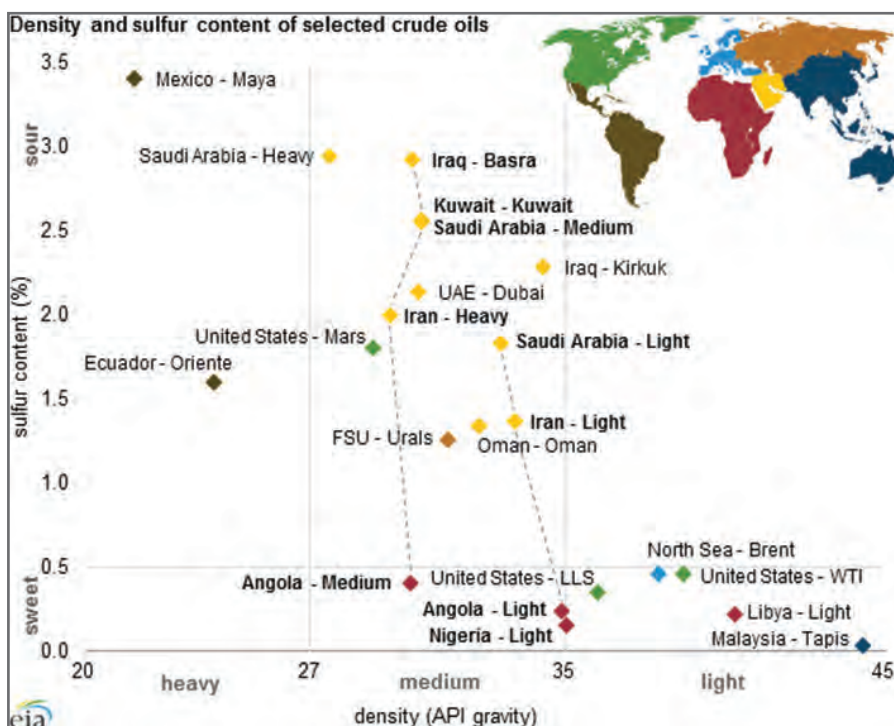 Density and sulfur content of selected crude oils
3.5
Mexico - Maya
sour
3.0
Saudi Arabia - Heavy
Iraq - Basra
Kuwait - Kuwait
2.5
Saudi Arabia - Medium
Iraq - Kirkuk
UAE - Dubai
sulfur content (%)
2.0
Iran - Heavy
United States - Mars
Saudi Arabia - Light
Ecuador - Oriente
1.5
Iran - Light
FSU - Urals
Oman - Oman
1.0
0.5
North Sea - Brent
Angola - Medium
United States - LLS
United States - WTI
sweet
Angola - Light
Libya - Light
Nigeria - Light
Malaysia - Tapis
0.0
20
27
35
45
heavy
medium
light
density (API gravity)
eia